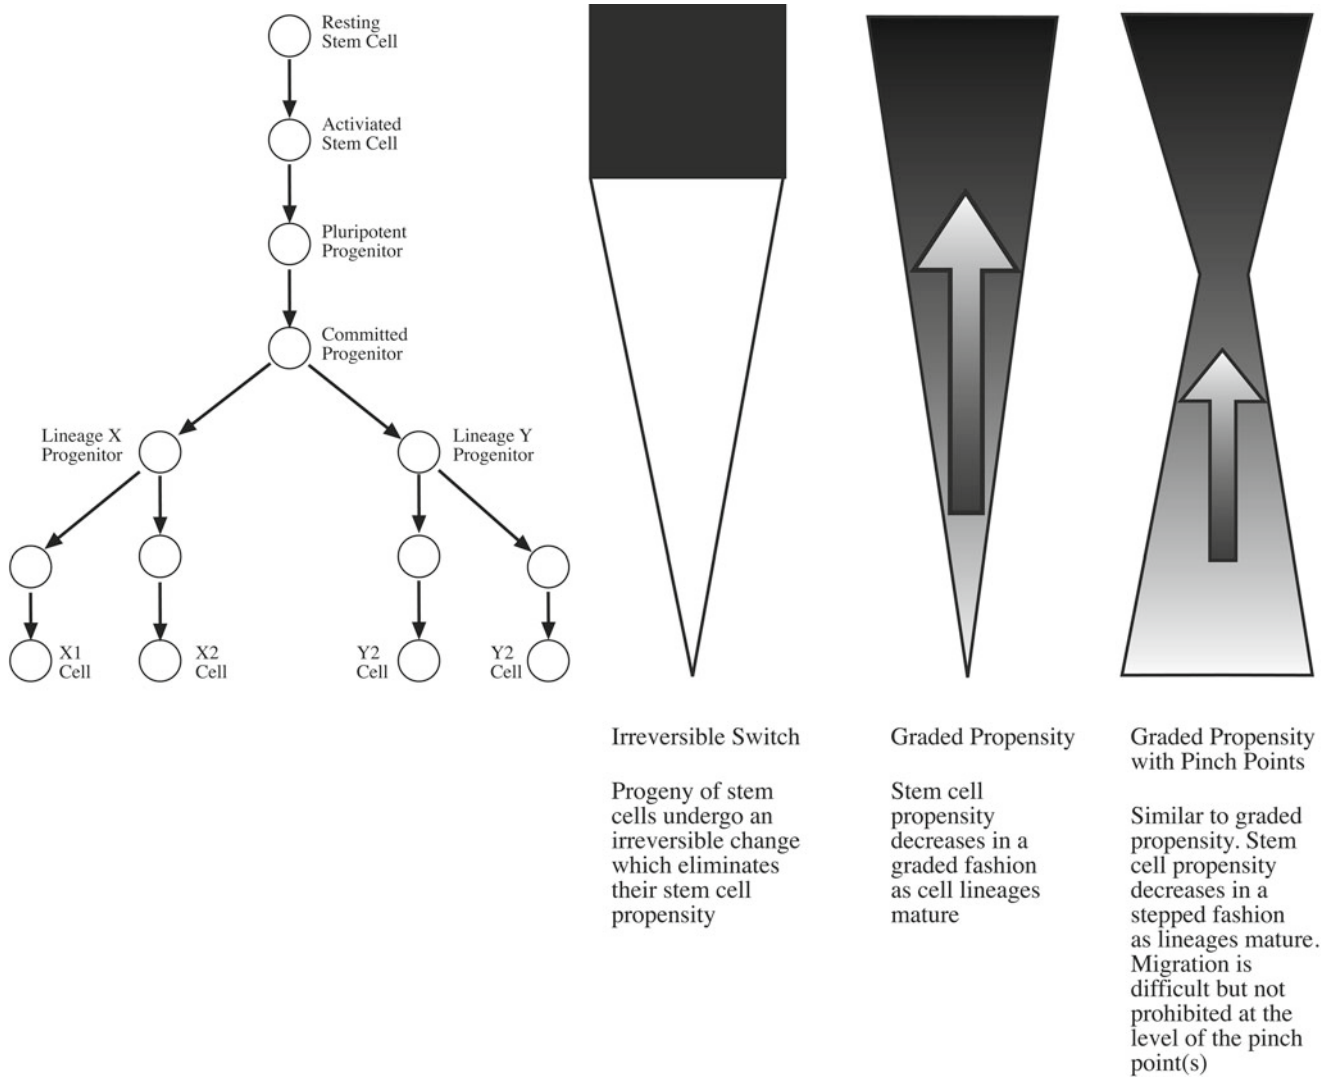 Resting
Stem Cell
Activiated
Stem Cell
Pluripotent
Progenitor
Committed
Progenitor
Lineage X
Progenitor
Lineage Y
Progenitor
X1
Cell
X2
Cell
Y2
Cell
Y2
Cell
Irreversible Switch
Progeny of stem
cells undergo an
irreversible change
which eliminates
their stem cell
propensity
Graded Propensity
Stem cell
propensity
decreases in a
graded fashion
as cell lineages
mature
Graded Propensity
with Pinch Points
Similar to graded
propensity. Stem
cell propensity
decreases in a
stepped fashion
as lineages mature.
Migration is
difficult but not
prohibited at the
level of the pinch
point(s)